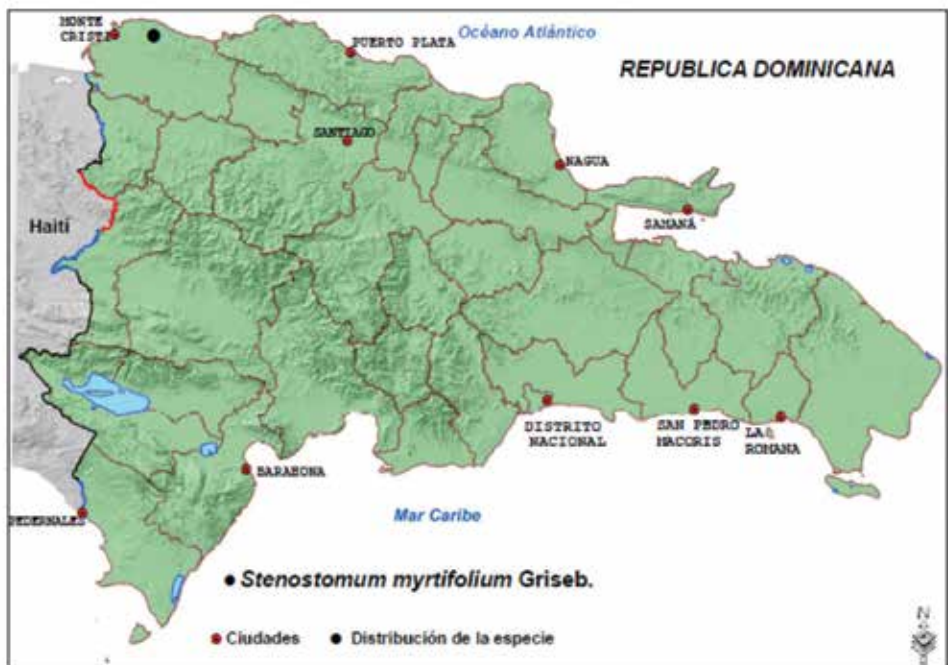 MONTE
CRISTI
PUERTO PLATA
Océano Atlántico
REPUBLICA DOMINICANA
SANTIAGO
NAGUA
SAMANÁ
Haití
DISTRITO
NACIONAL
SAN PEDRO
MACORIS
LA
ROMANA
BARAHONA
Mar Caribe
PEDERNALES
Stenostomum myrtifolium Griseb.
Ciudades
Distribución de la especie
N